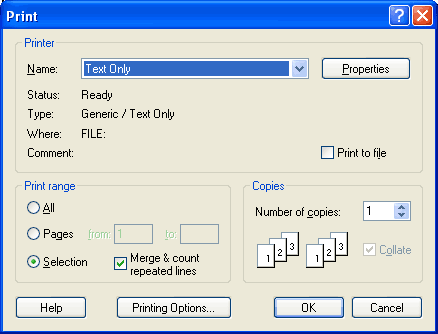 Print
Printer
Name: Text Only Properties
Status: Ready
Type: Generic / Text Only
Where: FILE:
Comment: Print to file
Print range
All
Pages from: 1 to:
Selection Merge & count
repeated lines
Copies
Number of copies: 1
1 2 3 1 2 3 Collate
Help Printing Options... OK Cancel